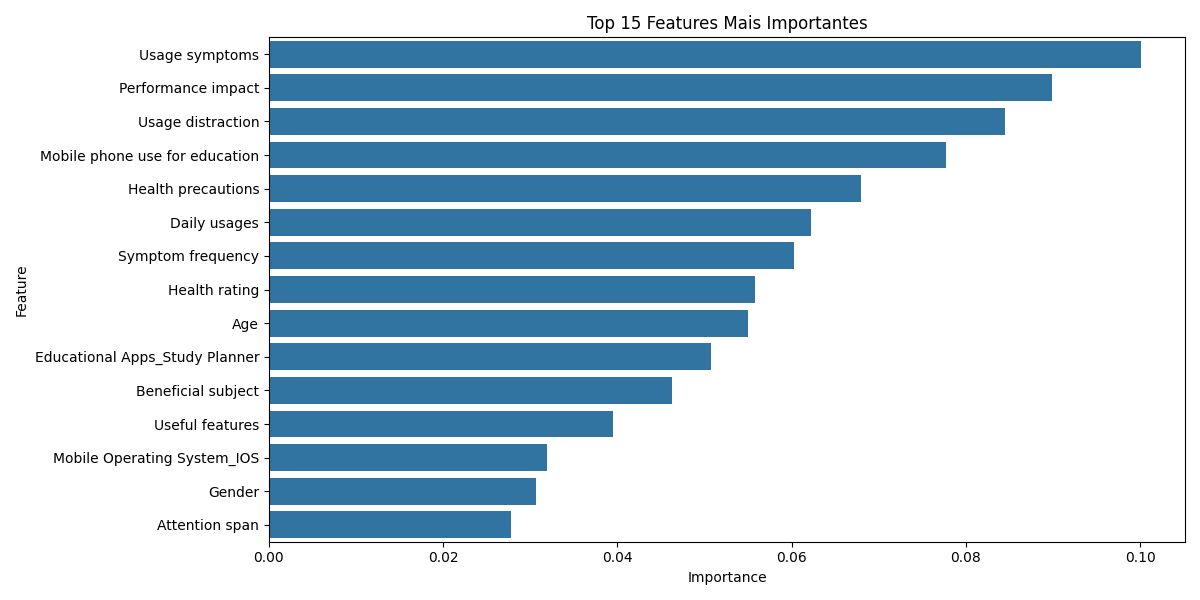 Top 15 Features Mais Importantes
Feature
Usage symptoms
Performance impact
Usage distraction
Mobile phone use for education
Health precautions
Daily usages
Symptom frequency
Health rating
Age
Educational Apps_Study Planner
Beneficial subject
Useful features
Mobile Operating System_IOS
Gender
Attention span
0.00 0.02 0.04 0.06 0.08 0.10
Importance